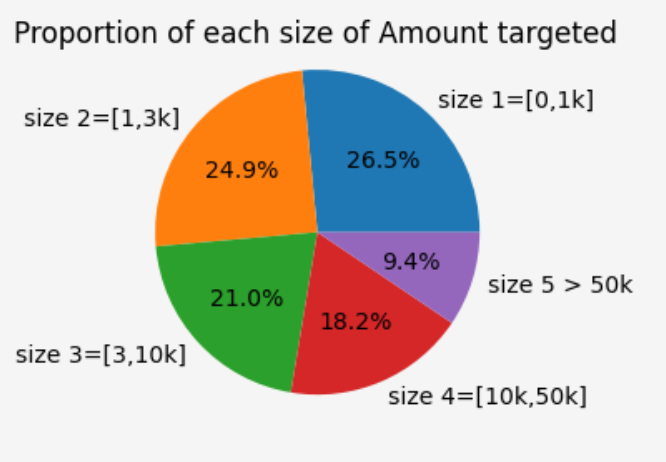 Proportion of each size of Amount targeted
size 1=[0,1k]
size 2=[1,3k]
26.5%
24.9%
9.4%
size 5 > 50k
21.0%
18.2%
size 3=[3,10k]
size 4=[10k,50k]